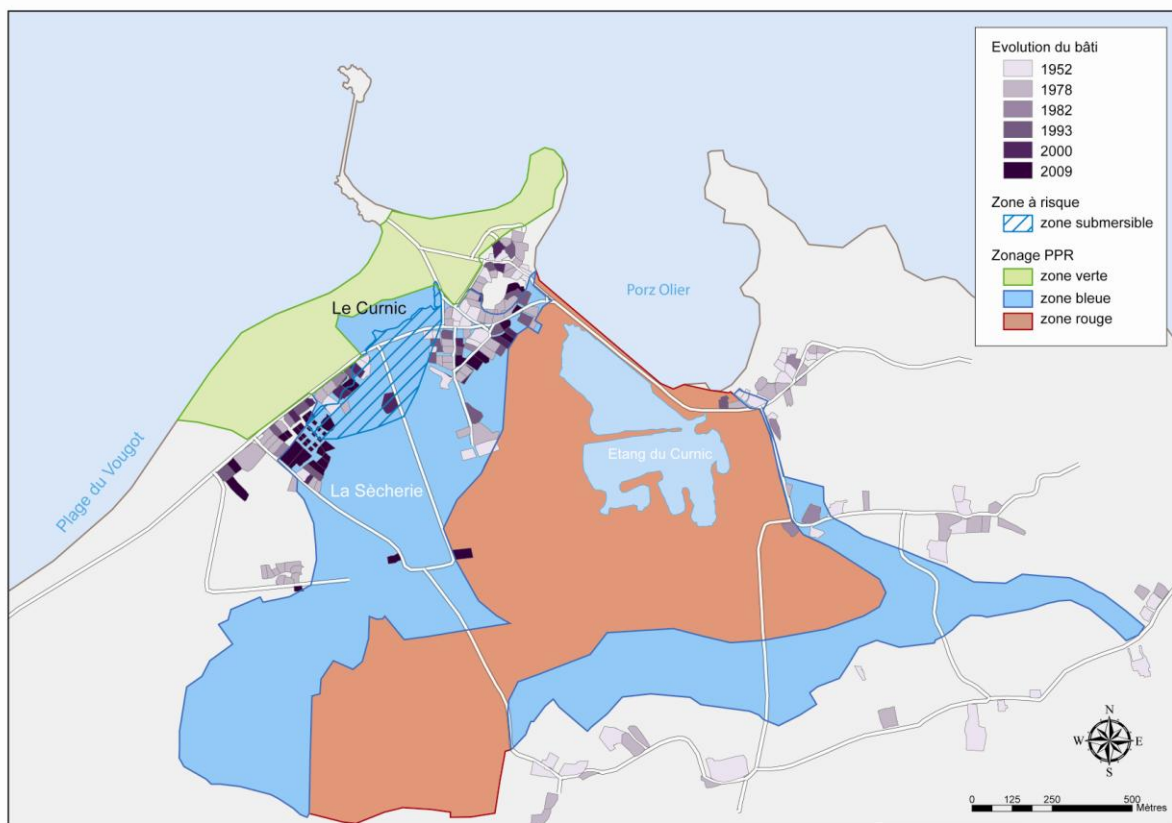 Evolution du bâti
1952
1978
1982
1993
2000
2009
Zone à risque
zone submersible
Zonage PPR
zone verte
zone bleue
zone rouge
Porz Olier
Le Curnic
Etang du Curnic
Plage du Vougot
La Sècherie
N
W E
S
0 125 250 500
Mètres